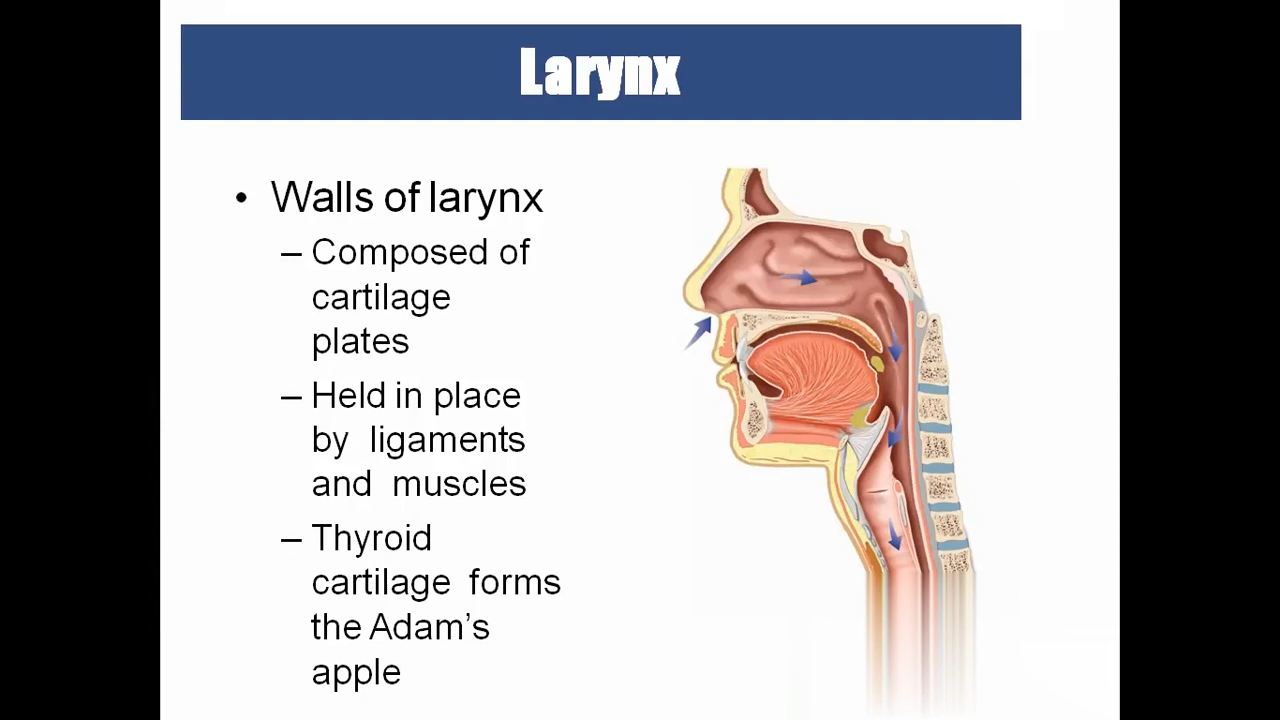 Larynx
• Walls of larynx
– Composed of
cartilage
plates
– Held in place
by ligaments
and muscles
– Thyroid
cartilage forms
the Adam’s
apple